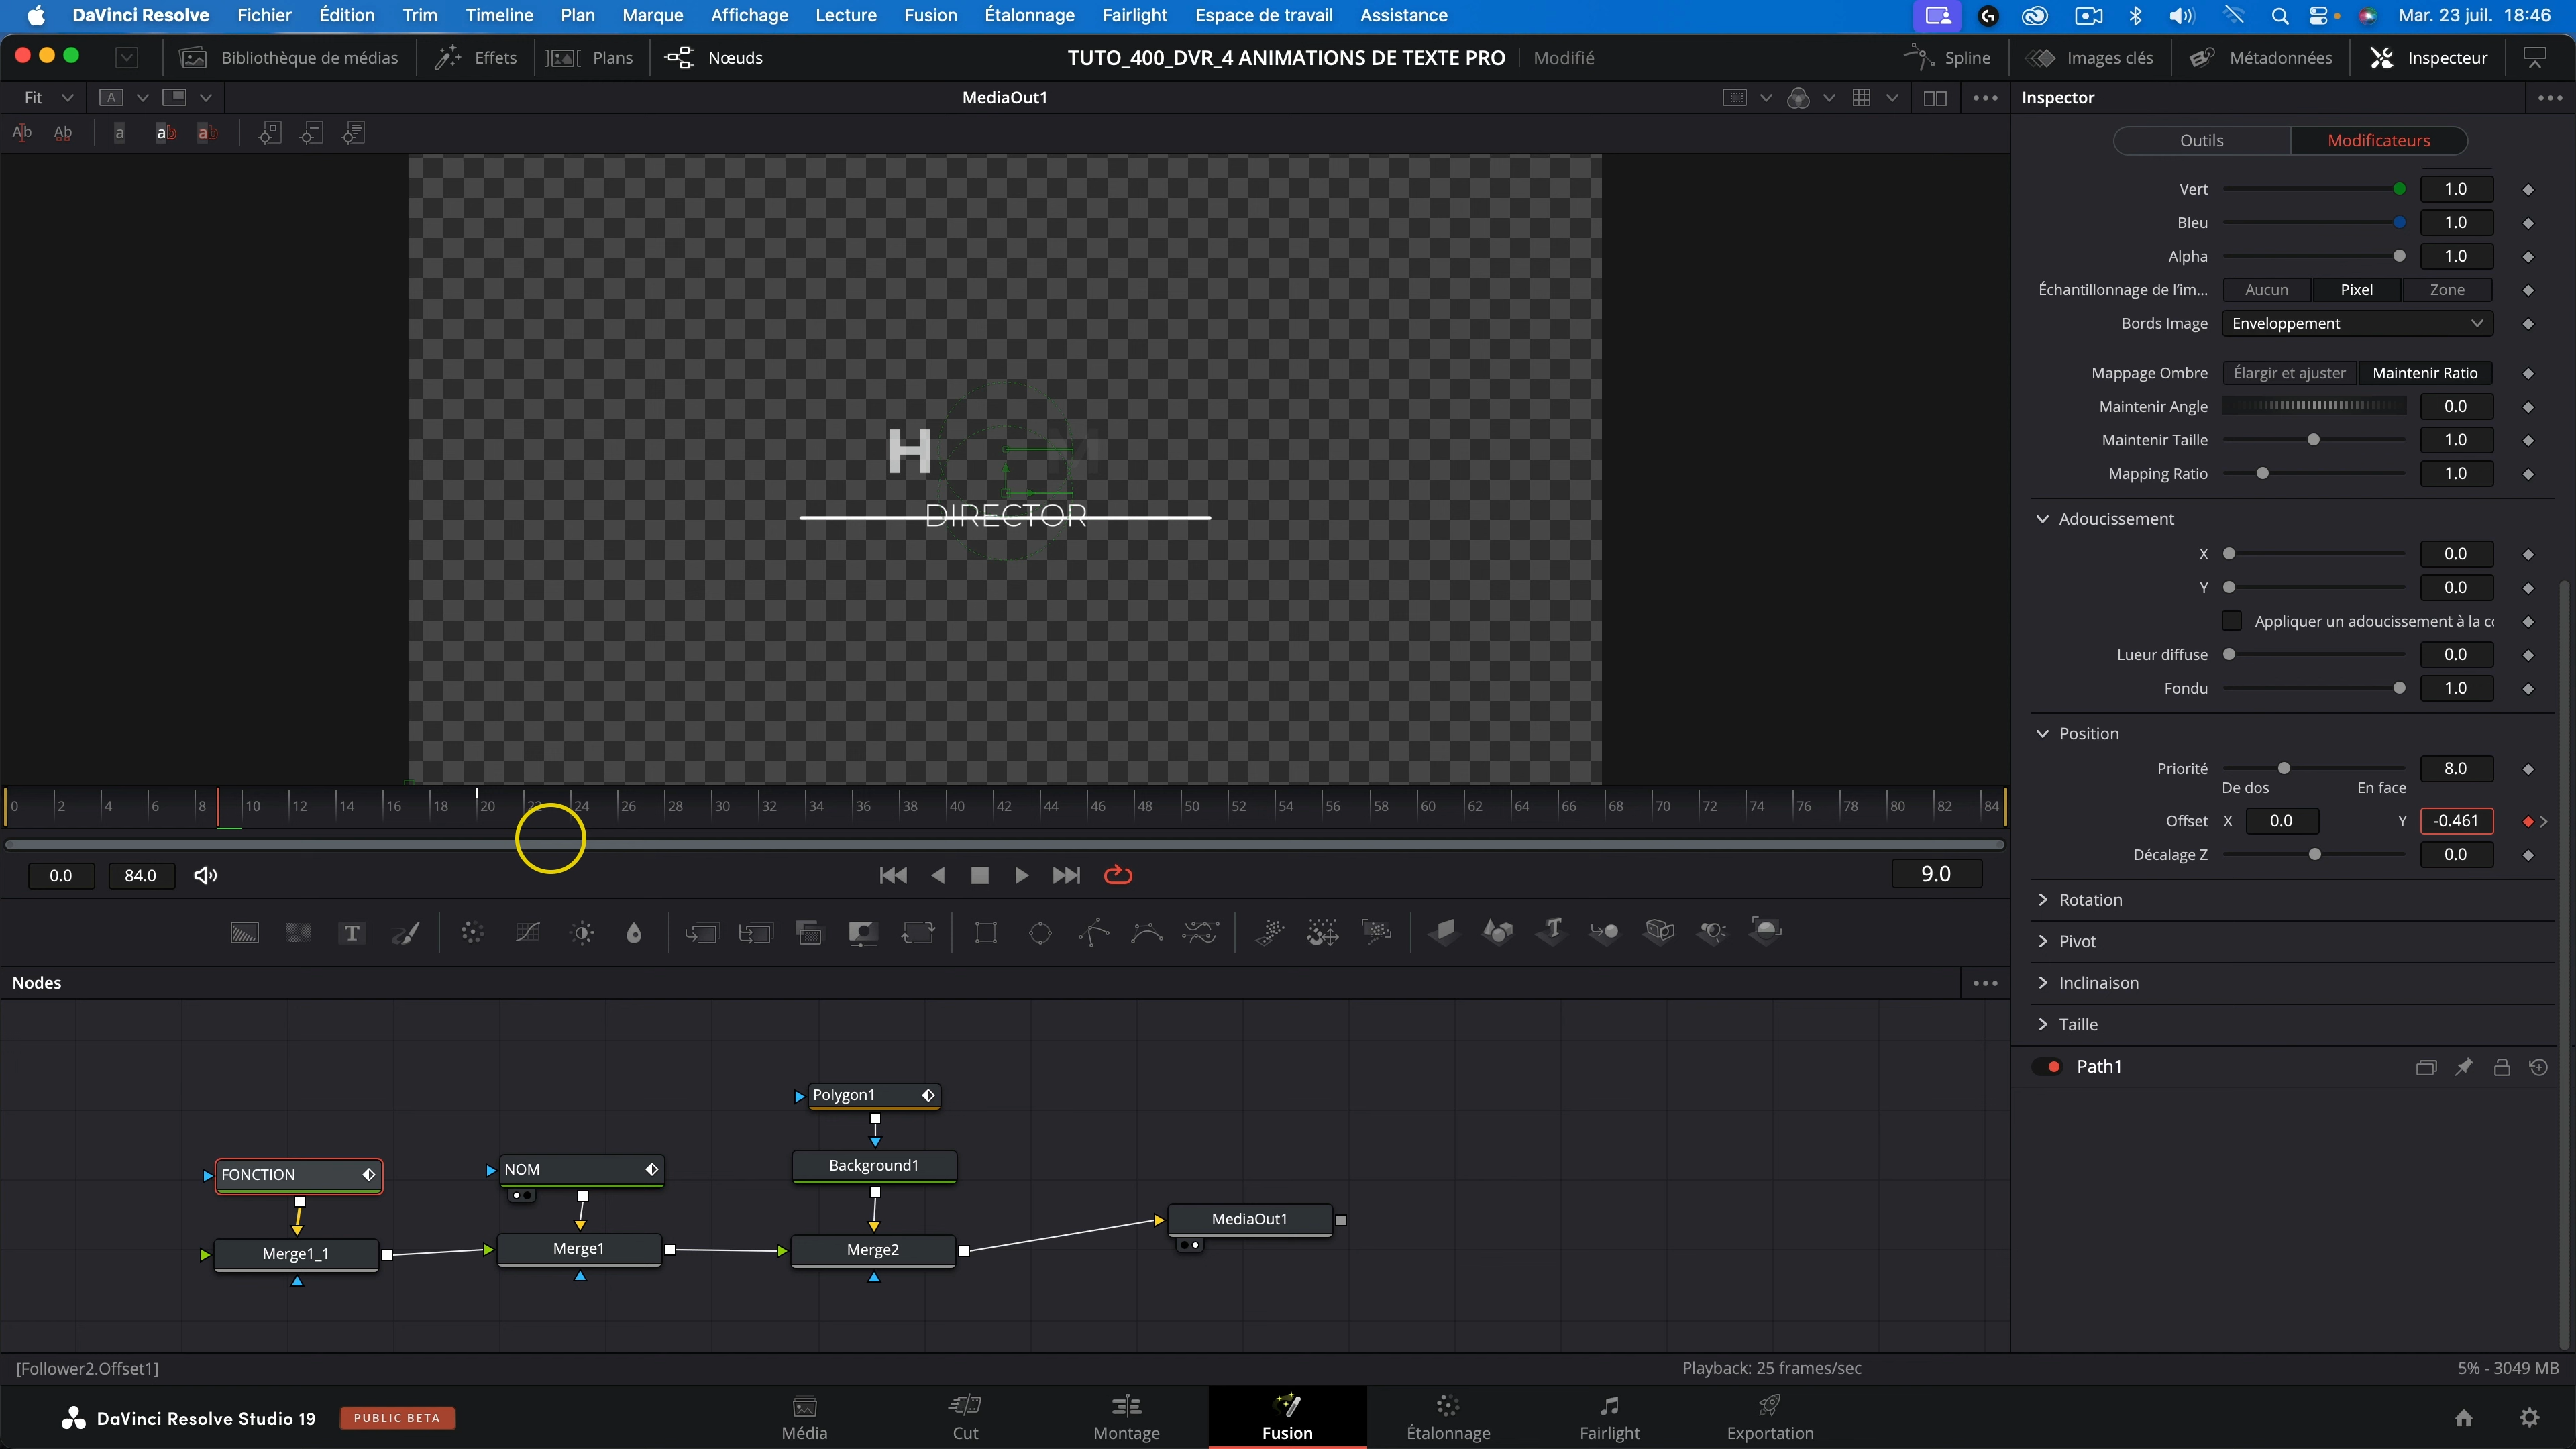 DaVinci Resolve Fichier Édition Trim Timeline Plan Marque Affichage Lecture Fusion Étalonnage Fairlight Espace de travail Assistance Mar. 23 juil. 18:46
Bibliothèque de médias Effets Plans Nœuds TUTO_400_DVR_4 ANIMATIONS DE TEXTE PRO Modifié Spline Images clés Métadonnées Inspecteur
Fit A MediaOut1 Inspector
Outils Modificateurs
Vert 1.0
Bleu 1.0
Alpha 1.0
Échantillonnage de l'im... Aucun Pixel Zone
Bords Image Enveloppement
Mappage Ombre Élargir et ajuster Maintenir Ratio
Maintenir Angle 0.0
Maintenir Taille 1.0
Mapping Ratio 1.0
H M
DIRECTOR
Adoucissement
X 0.0
Y 0.0
Appliquer un adoucissement à la co
Lueur diffuse 0.0
Fondu 1.0
Position
Priorité 8.0
De dos En face
Offset X 0.0 Y -0.461
Décalage Z 0.0
Rotation
Pivot
Inclinaison
Taille
Path1
0 2 4 6 8 10 12 14 16 18 20 22 24 26 28 30 32 34 36 38 40 42 44 46 48 50 52 54 56 58 60 62 64 66 68 70 72 74 76 78 80 82 84
0.0 84.0 9.0
Nodes
Polygon1
FONCTION NOM Background1
Merge1_1 Merge1 Merge2 MediaOut1
[Follower2.Offset1] Playback: 25 frames/sec 5% - 3049 MB
DaVinci Resolve Studio 19 PUBLIC BETA
Média Cut Montage Fusion Étalonnage Fairlight Exportation